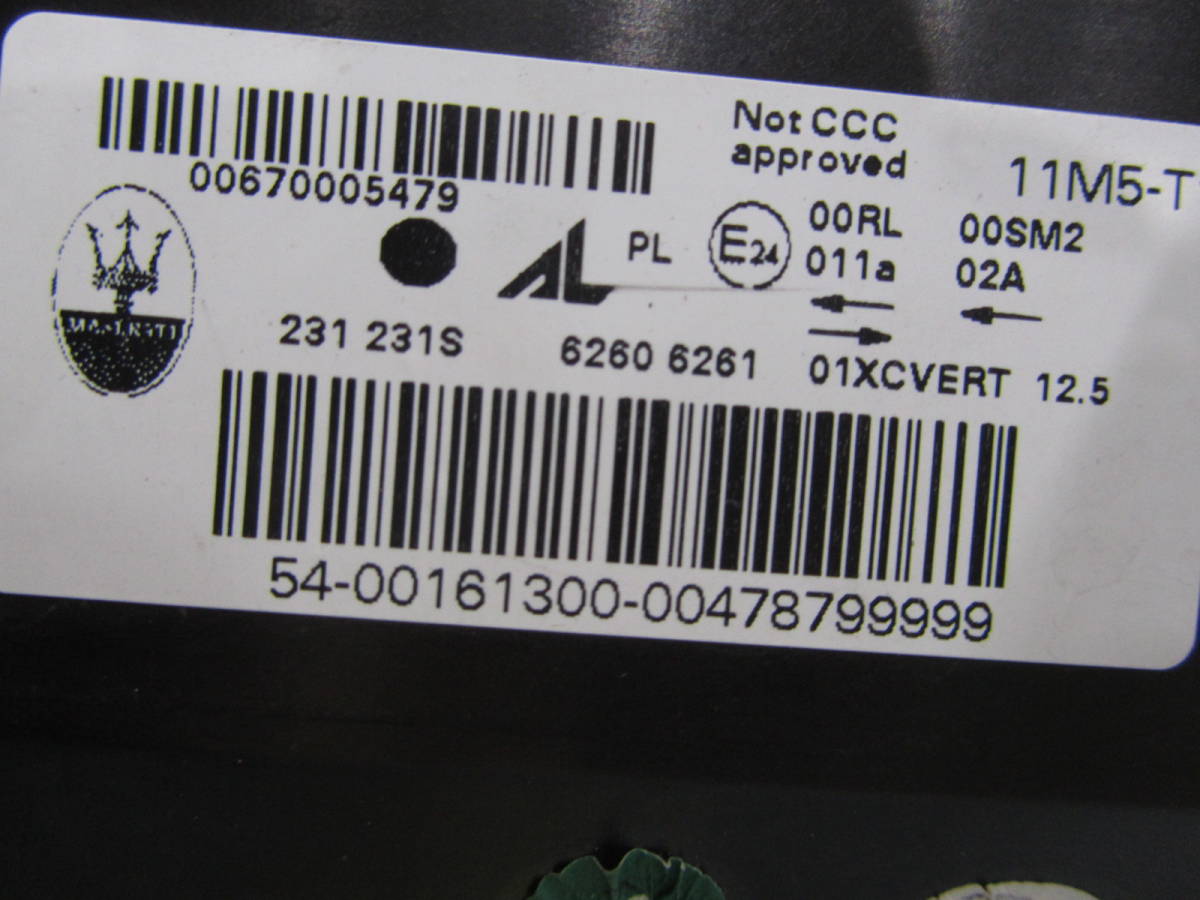 Not CCC
approved
11M5-T
00670005479
PL
E24
00RL
00SM2
011a
02A
231 231S
6260 6261
01XCVERT 12.5
54-00161300-00478799999